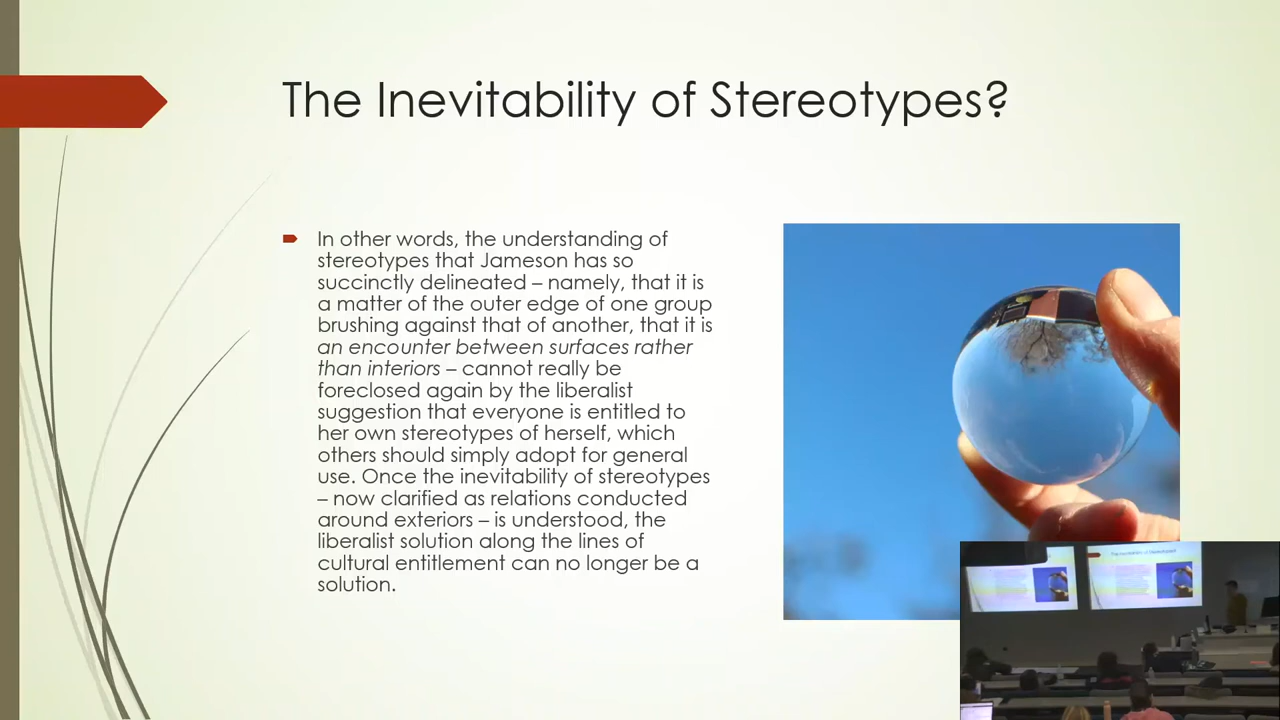 The Inevitability of Stereotypes?
In other words, the understanding of
stereotypes that Jameson has so
succinctly delineated – namely, that it is
a matter of the outer edge of one group
brushing against that of another, that it is
an encounter between surfaces rather
than interiors – cannot really be
foreclosed again by the liberalist
suggestion that everyone is entitled to
her own stereotypes of herself, which
others should simply adopt for general
use. Once the inevitability of stereotypes
– now clarified as relations conducted
around exteriors – is understood, the
liberalist solution along the lines of
cultural entitlement can no longer be a
solution.
The Inevitability of Stereotypes?